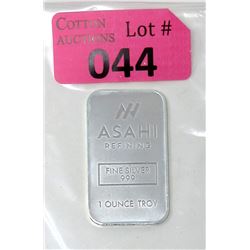 COTTON
AUCTIONS
Lot #
044
ASAHI
REFINING
FINE SILVER
999
1 OUNCE TROY